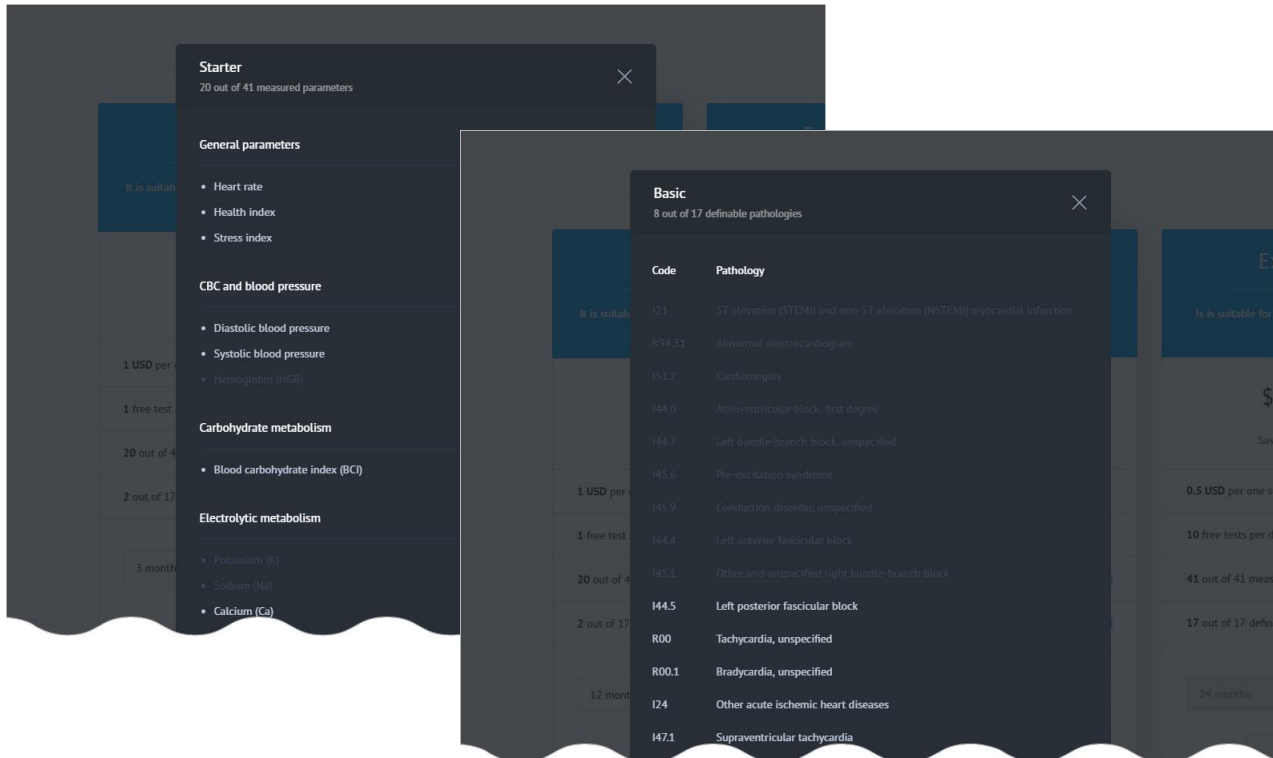 Starter
20 out of 41 measured parameters
General parameters
It is suitab
• Heart rate
• Health index
• Stress index
CBC and blood pressure
• Diastolic blood pressure
• Systolic blood pressure
• Hemoglobin (HGB)
1 USD per
1 free test
20 out of 4
2 out of 17
Carbohydrate metabolism
• Blood carbohydrate index (BCI)
Electrolytic metabolism
• Potassium (K)
• Sodium (Na)
• Calcium (Ca)
3 month
Basic
8 out of 17 definable pathologies
Code Pathology
I21 ST elevation (STEMI) and non-ST elevation (NSTEMI) myocardial infarction
R94.31 Abnormal electrocardiogram
I51.7 Cardiomegaly
I44.0 Atrioventricular block, first degree
I44.7 Left bundle-branch block, unspecified
I45.6 Pre-excitation syndrome
I45.9 Conduction disorder, unspecified
I44.4 Left anterior fascicular block
I45.1 Other and unspecified right bundle-branch block
I44.5 Left posterior fascicular block
R00 Tachycardia, unspecified
R00.1 Bradycardia, unspecified
I24 Other acute ischemic heart diseases
I47.1 Supraventricular tachycardia
It is suitab
1 USD per
1 free test
20 out of 4
2 out of 17
12 mont
Is is suitable for
$
0.5 USD per one s
10 free tests per d
41 out of 41 meas
17 out of 17 defin
24 months